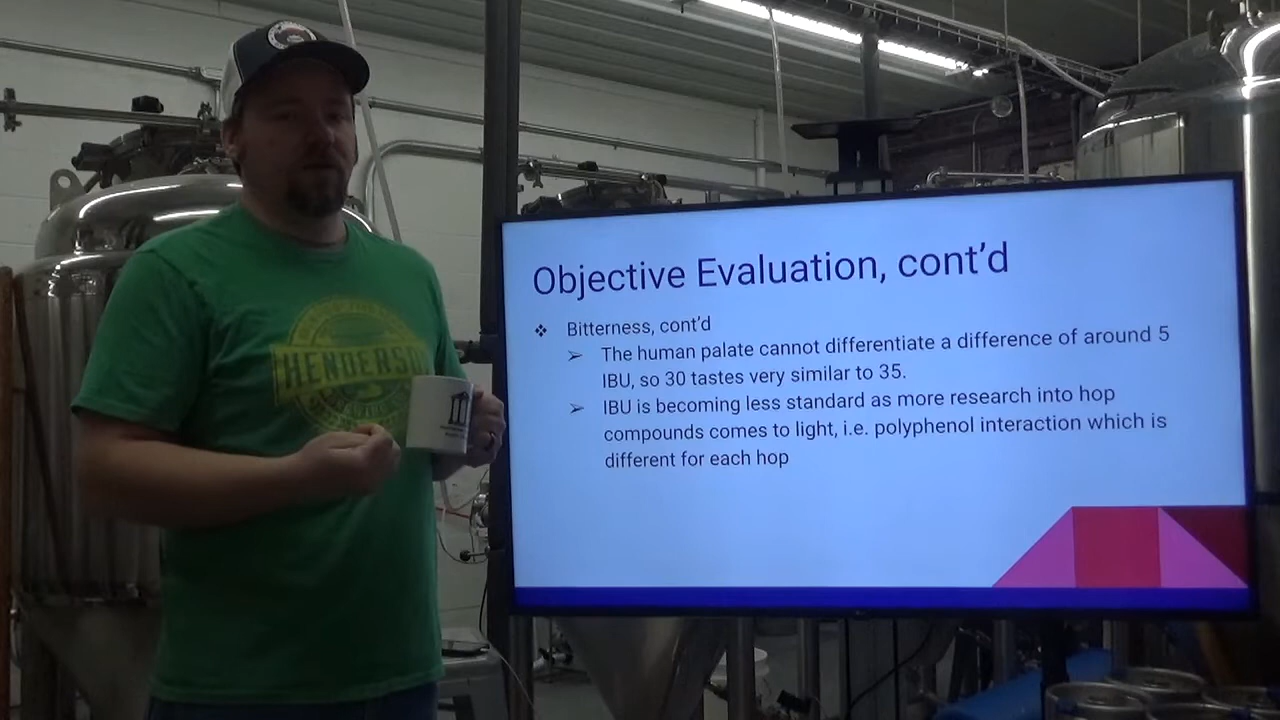 Objective Evaluation, cont’d
❖ Bitterness, cont’d
➢ The human palate cannot differentiate a difference of around 5
IBU, so 30 tastes very similar to 35.
➢ IBU is becoming less standard as more research into hop
compounds comes to light, i.e. polyphenol interaction which is
different for each hop